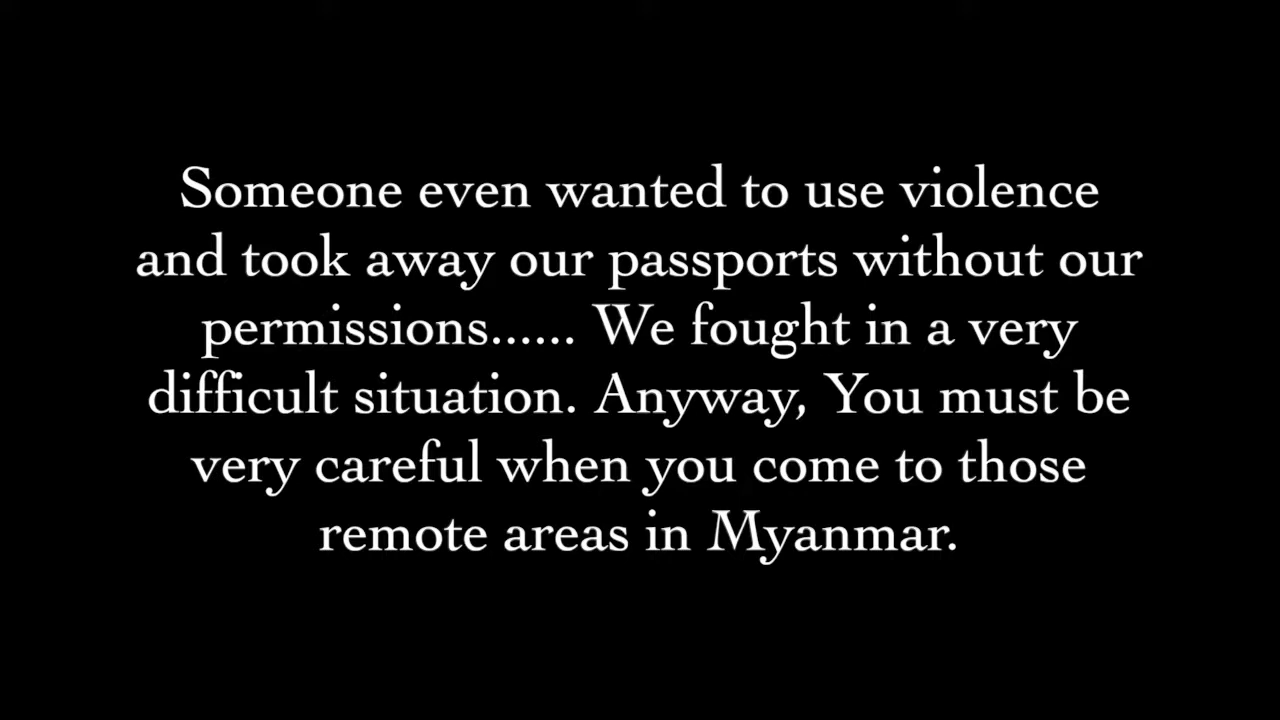 Someone even wanted to use violence
and took away our passports without our
permissions...... We fought in a very
difficult situation. Anyway, You must be
very careful when you come to those
remote areas in Myanmar.